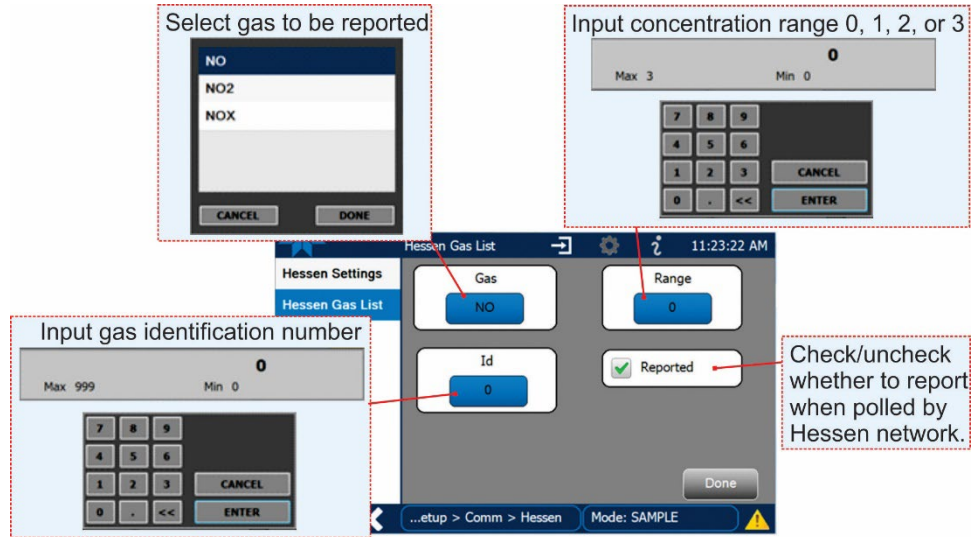 Select gas to be reported
NO
NO2
NOX
CANCEL DONE
Input concentration range 0, 1, 2, or 3
0
Max 3 Min 0
7 8 9
4 5 6
1 2 3 CANCEL
0 . << ENTER
Hessen Gas List 11:23:22 AM
Hessen Settings
Hessen Gas List
Gas
NO
Range
0
Id
0
Reported
Done
...etup > Comm > Hessen Mode: SAMPLE
Input gas identification number
0
Max 999 Min 0
7 8 9
4 5 6
1 2 3 CANCEL
0 . << ENTER
Check/uncheck
whether to report
when polled by
Hessen network.